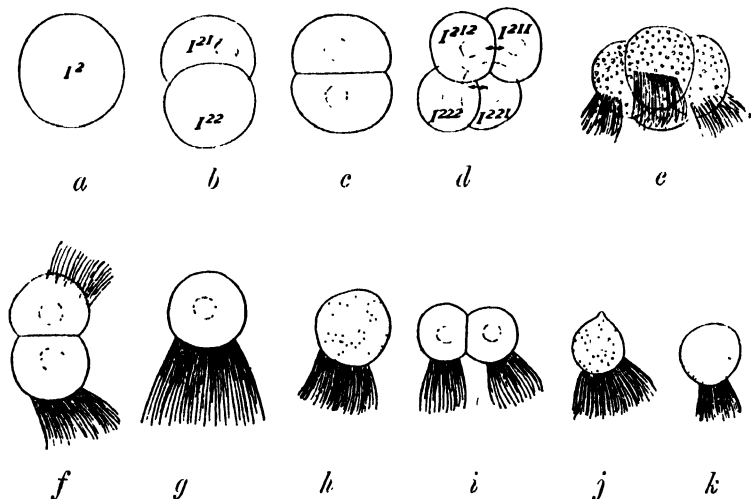 I²
I²¹
I²²
I²¹² I²¹¹
I²²² I²²¹
a b c d e
f g h i j k